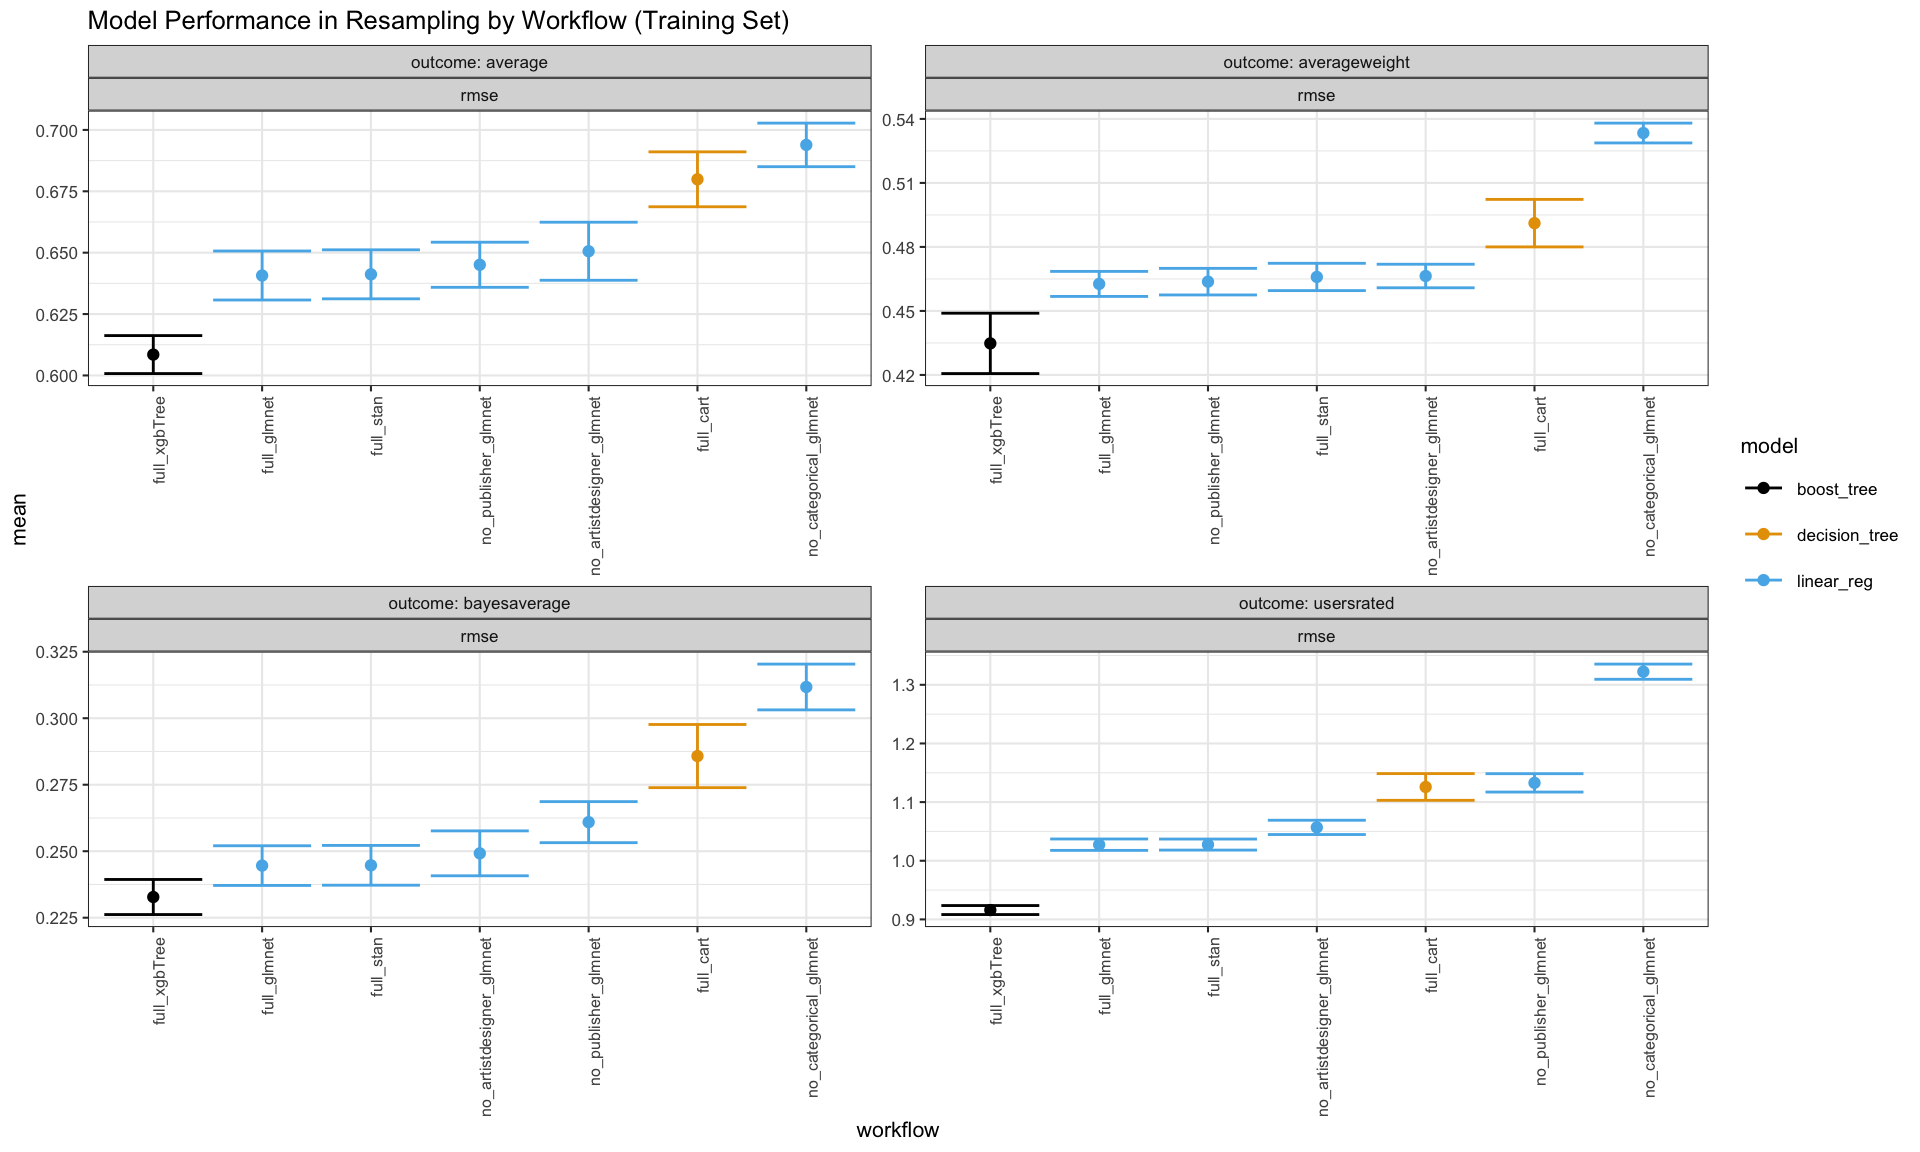 Model Performance in Resampling by Workflow (Training Set)
outcome: average
rmse
0.700
0.675
0.650
0.625
0.600
full_xgbTree
full_glmnet
full_stan
no_publisher_glmnet
no_artistdesigner_glmnet
full_cart
no_categorical_glmnet
outcome: averageweight
rmse
0.54
0.51
0.48
0.45
0.42
full_xgbTree
full_glmnet
no_publisher_glmnet
full_stan
no_artistdesigner_glmnet
full_cart
no_categorical_glmnet
mean
outcome: bayesaverage
rmse
0.325
0.300
0.275
0.250
0.225
full_xgbTree
full_glmnet
full_stan
no_artistdesigner_glmnet
no_publisher_glmnet
full_cart
no_categorical_glmnet
outcome: usersrated
rmse
1.3
1.2
1.1
1.0
0.9
full_xgbTree
full_glmnet
full_stan
no_artistdesigner_glmnet
full_cart
no_publisher_glmnet
no_categorical_glmnet
workflow
model
boost_tree
decision_tree
linear_reg